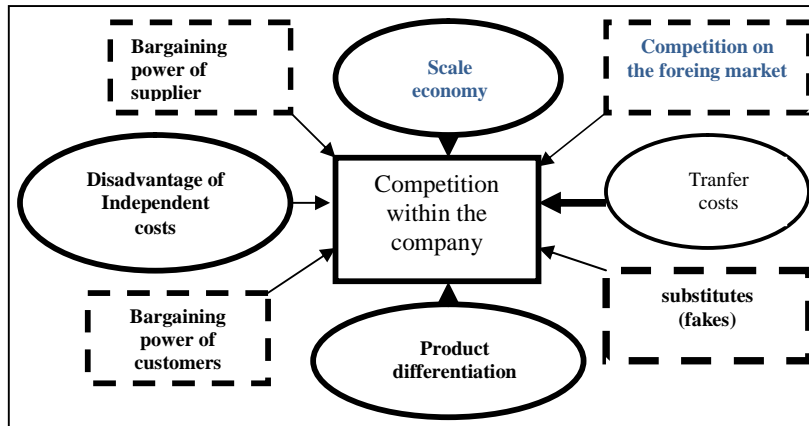 Bargaining
power of
supplier
Scale
economy
Competition on
the foreing market
Disadvantage of
Independent
costs
Competition
within the
company
Tranfer
costs
Bargaining
power of
customers
Product
differentiation
substitutes
(fakes)